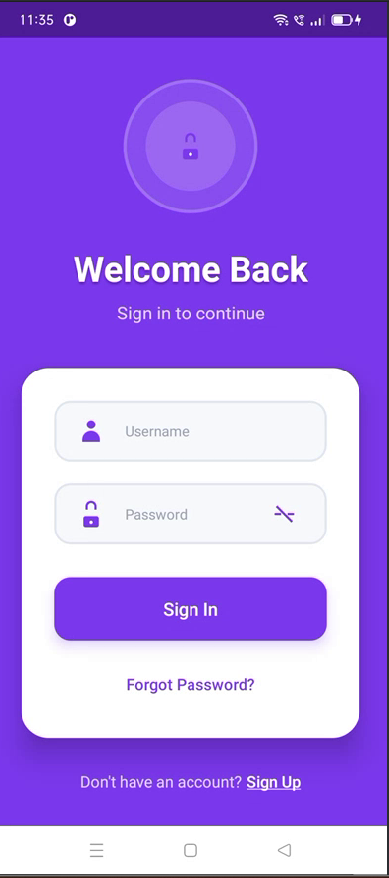 11:35
Welcome Back
Sign in to continue
Username
Password
Sign In
Forgot Password?
Don't have an account? Sign Up